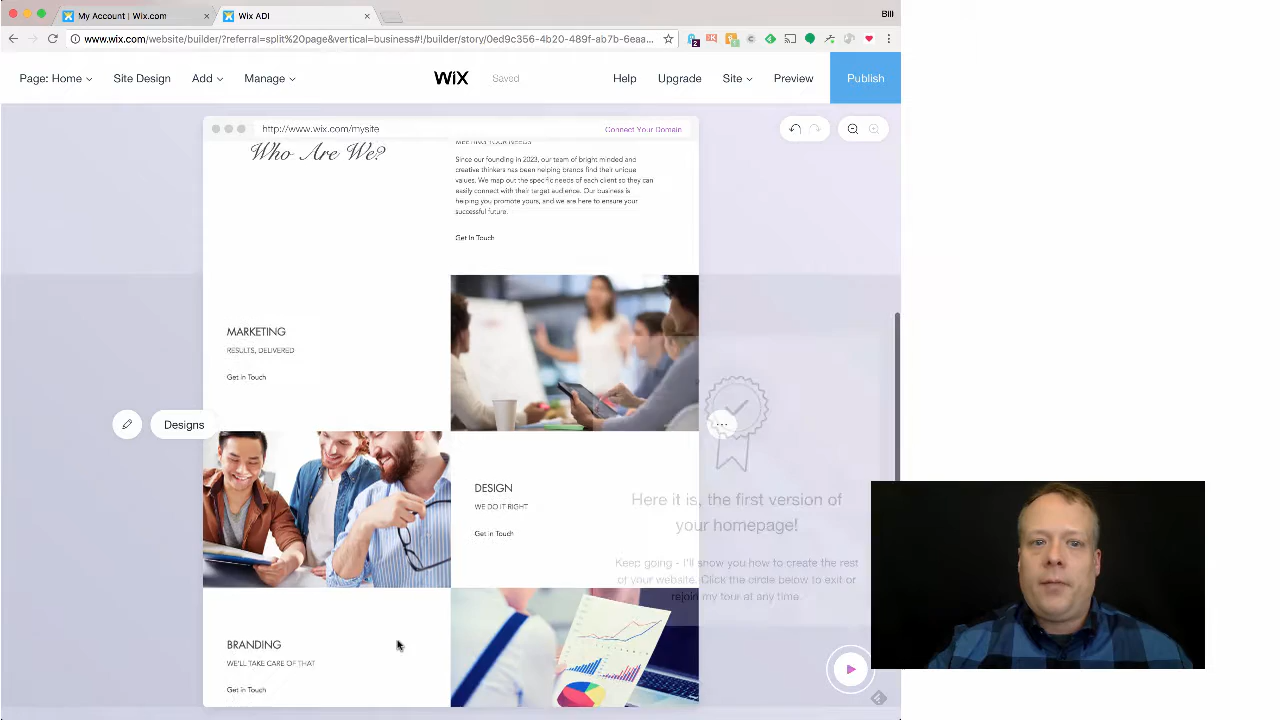 My Account | Wix.com
Wix ADI
Bill
www.wix.com/website/builder/?referral=split%20page&vertical=business#!/builder/story/0ed9c356-4b20-489f-ab7b-6eaa...
2
Page: Home
Site Design
Add
Manage
WiX
Saved
Help
Upgrade
Site
Preview
Publish
http://www.wix.com/mysite
Connect Your Domain
Who Are We?
MEETING YOUR NEEDS
Since our founding in 2023, our team of bright minded and
creative thinkers has been helping brands find their unique
values. We map out the specific needs of each client so they can
easily connect with their target audience. Our business is
helping you promote yours, and we are here to ensure your
successful future.
Get In Touch
MARKETING
RESULTS, DELIVERED
Get in Touch
Designs
DESIGN
WE DO IT RIGHT
Get in Touch
Here it is, the first version of
your homepage!
Keep going - I'll show you how to create the rest
of your website. Click the circle below to exit or
rejoin my tour at any time.
BRANDING
WE'LL TAKE CARE OF THAT
Get in Touch